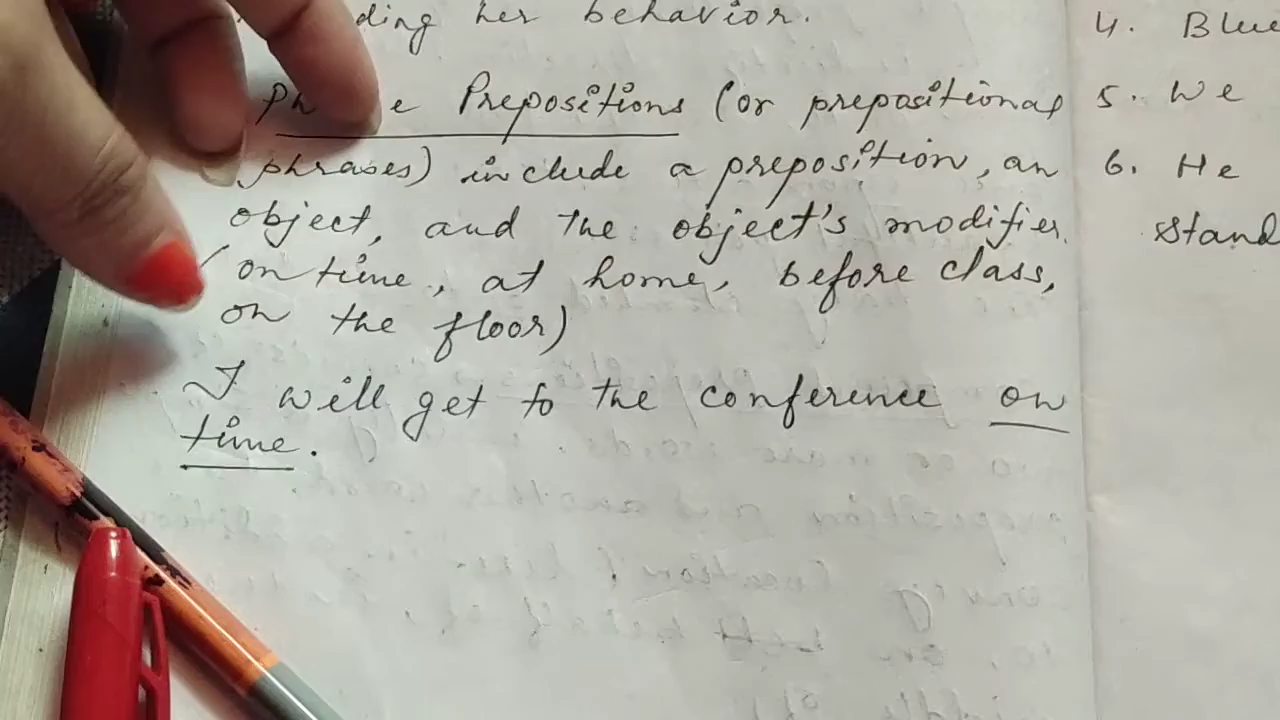 ding her behavior.
Prepositions (or prepositional
phrases) include a preposition, an
object, and the object's modifier.
(on time, at home, before class,
on the floor)
I will get to the conference on
time.
4. Blue
5. We
6. He
stand